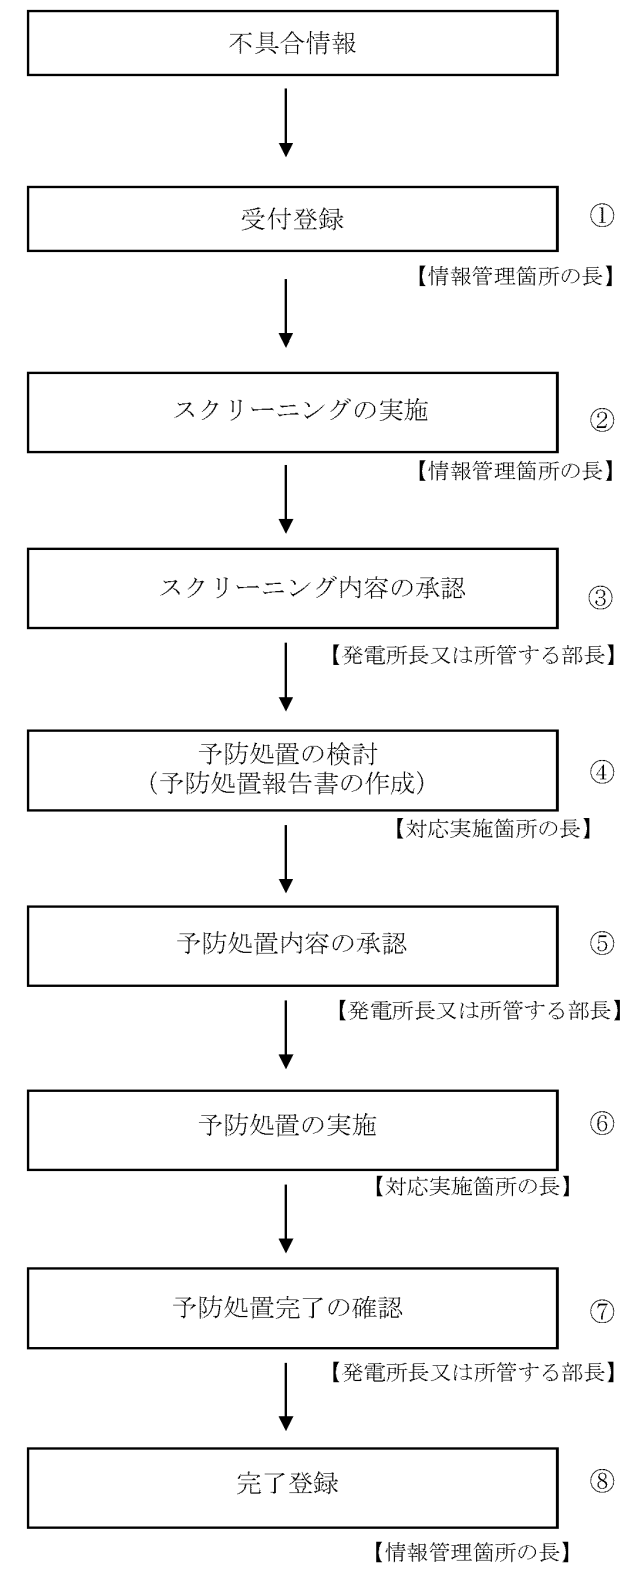 不具合情報
受付登録
①
【情報管理箇所の長】
スクリーニングの実施
②
【情報管理箇所の長】
スクリーニング内容の承認
③
【発電所長又は所管する部長】
予防処置の検討
(予防処置報告書の作成)
④
【対応実施箇所の長】
予防処置内容の承認
⑤
【発電所長又は所管する部長】
予防処置の実施
⑥
【対応実施箇所の長】
予防処置完了の確認
⑦
【発電所長又は所管する部長】
完了登録
⑧
【情報管理箇所の長】